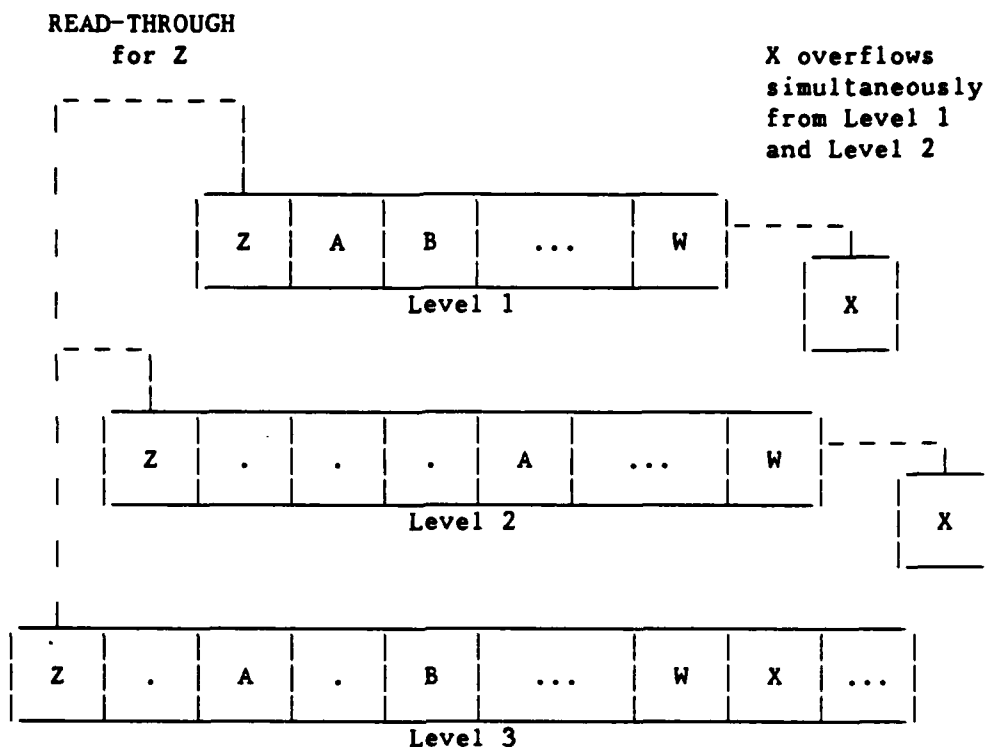 READ-THROUGH
for Z
X overflows
simultaneously
from Level 1
and Level 2
Z A B ... W
Level 1
X
Z . . . A ... W
Level 2
X
Z . A . B ... W X ...
Level 3